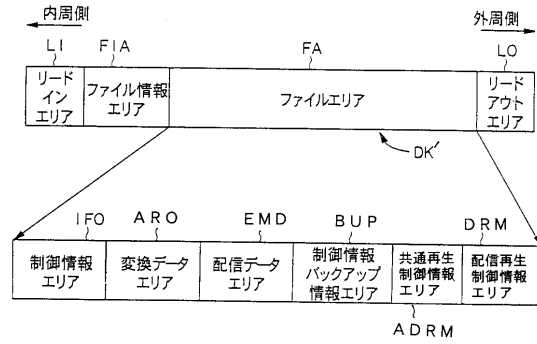 内周側
外周側
LI
FIA
FA
LO
リード
イン
エリア
ファイル情報
エリア
ファイルエリア
リード
アウト
エリア
DK′
IFO
ARO
EMD
BUP
DRM
制御情報
エリア
変換データ
エリア
配信データ
エリア
制御情報
バックアップ
情報エリア
共通再生
制御情報
エリア
配信再生
制御情報
エリア
ADRM